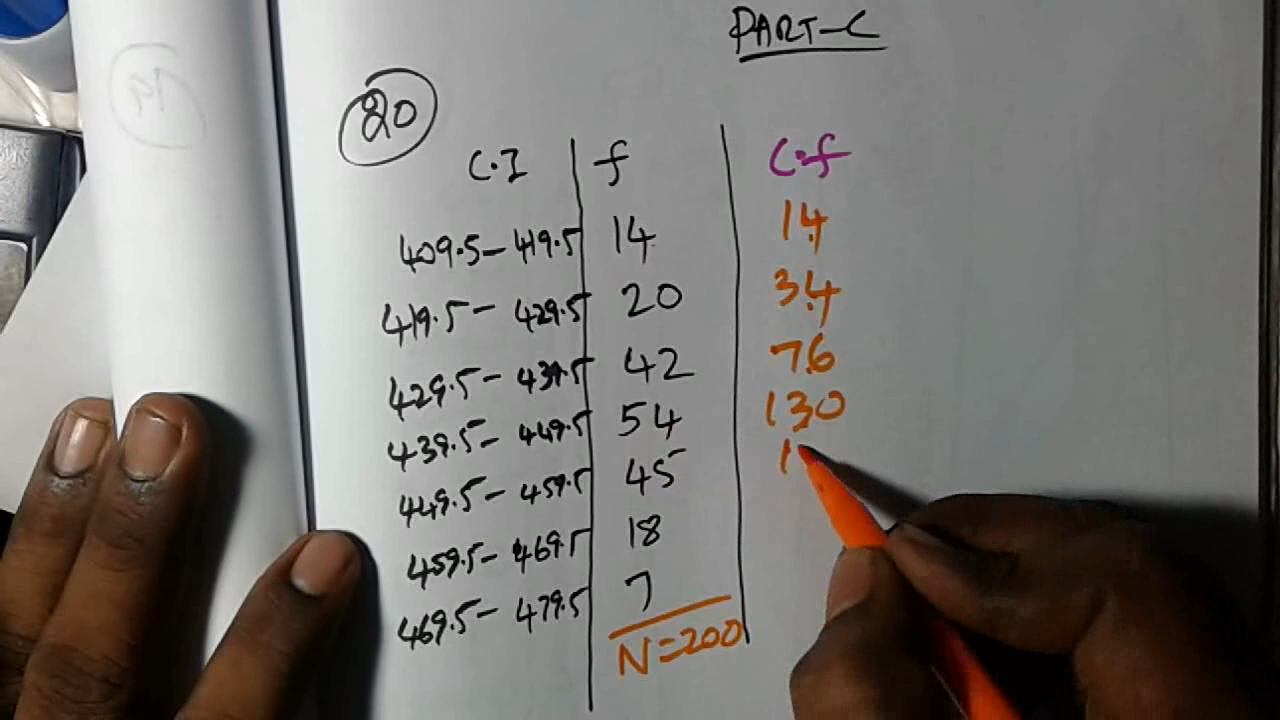 PART-C
20
C.I f C.f
409.5 - 419.5 14 14
419.5 - 429.5 20 34
429.5 - 439.5 42 76
439.5 - 449.5 54 130
449.5 - 459.5 45 1
459.5 - 469.5 18
469.5 - 479.5 7
N=200